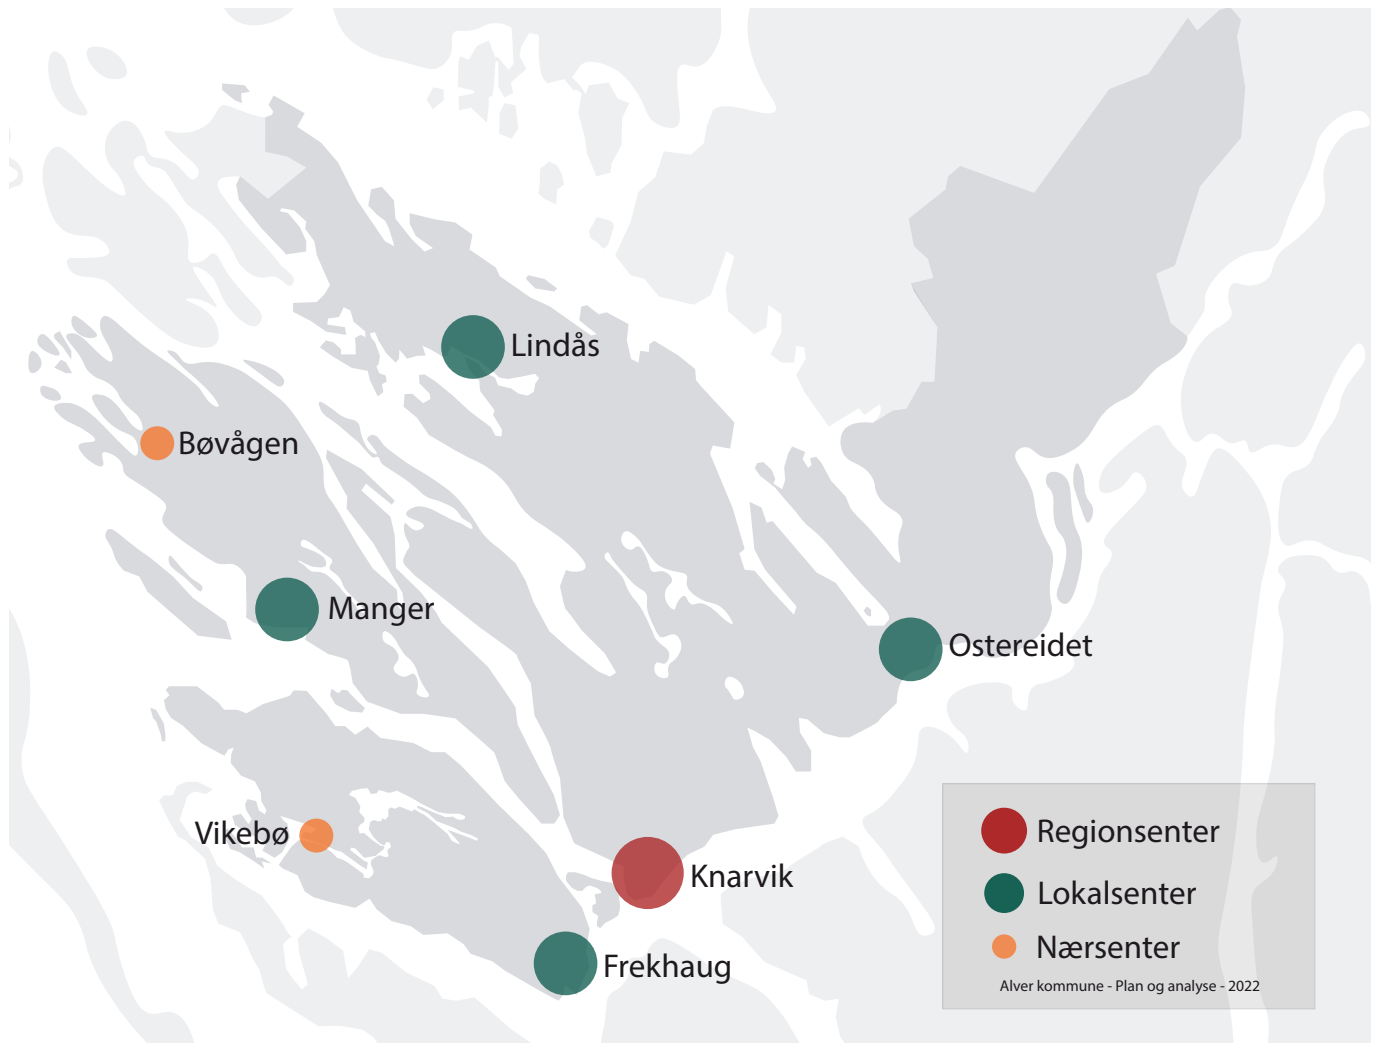 Lindås
Bøvågen
Manger
Ostereidet
Vikebø
Knarvik
Frekhaug
Regionsenter
Lokalsenter
Nærsenter
Alver kommune - Plan og analyse - 2022